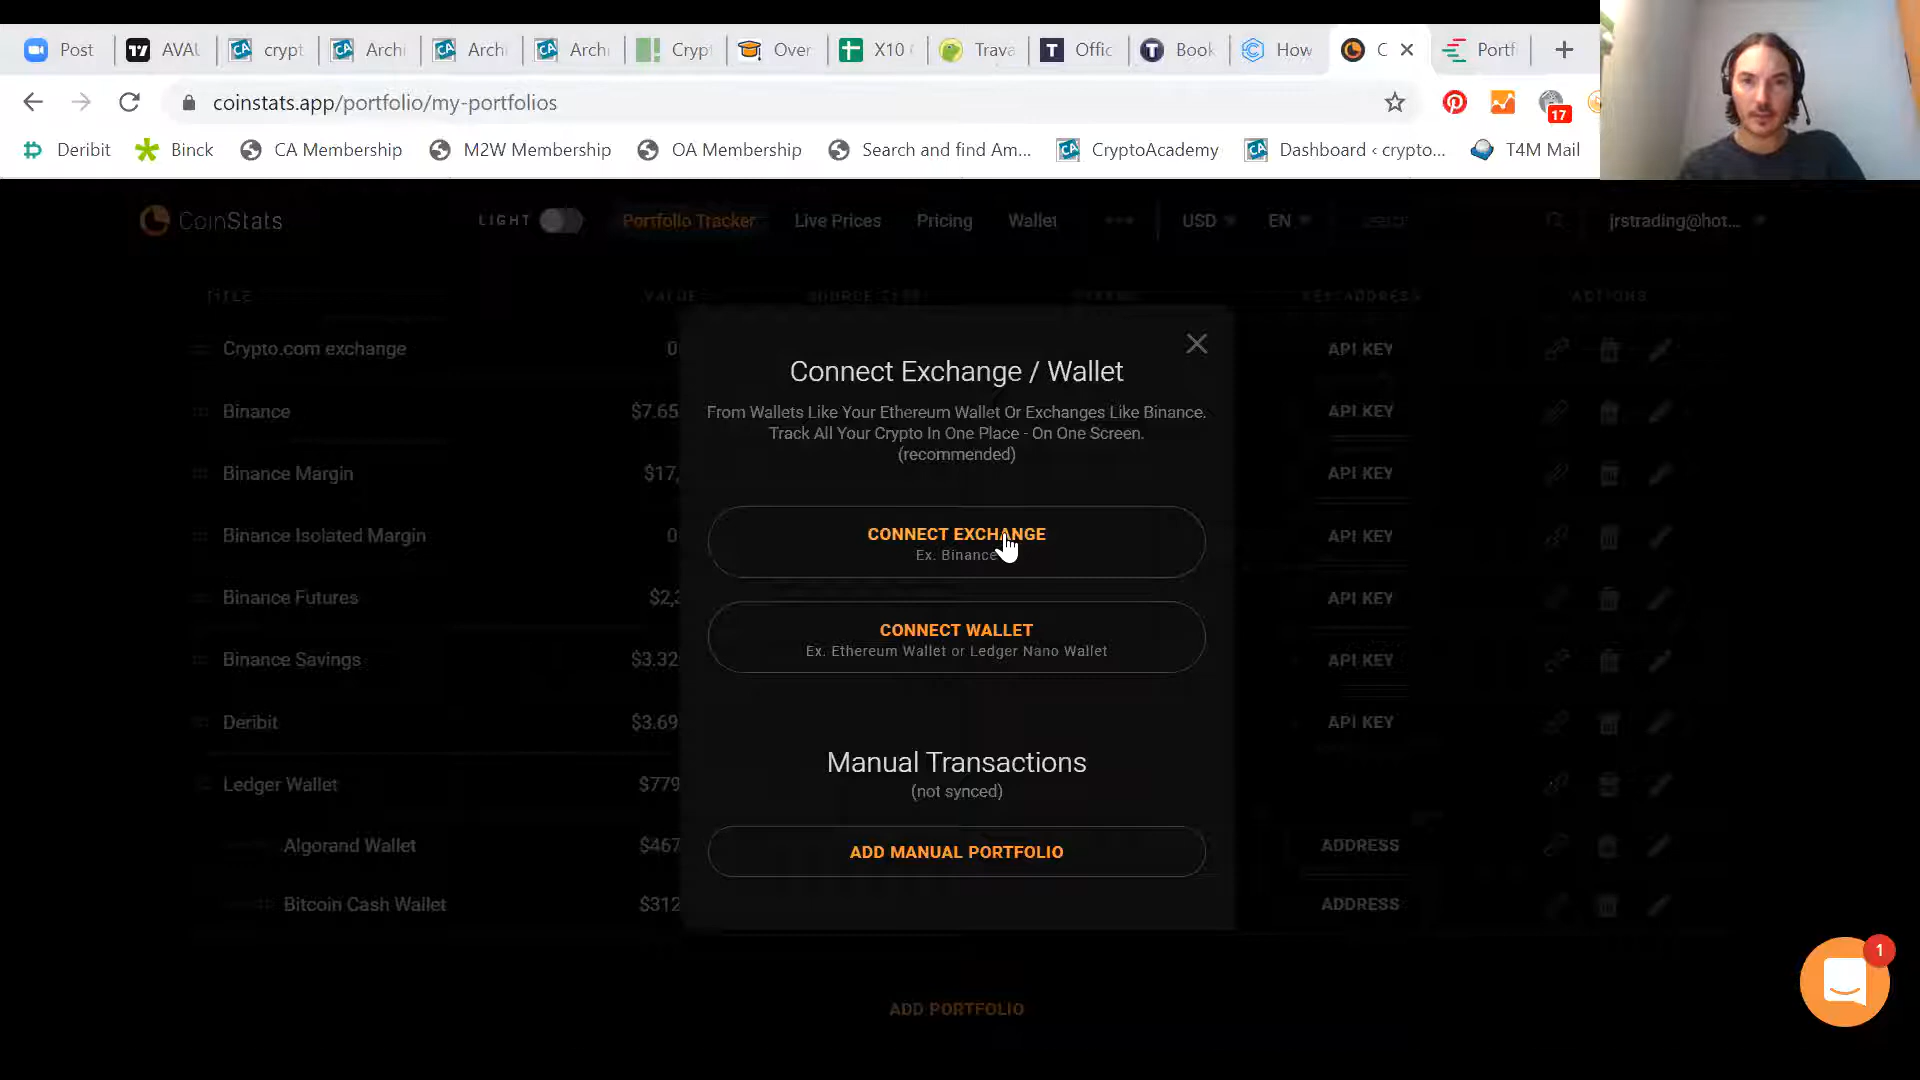 Post
AVAL
crypt
Archi
Archi
Archi
Crypt
Over
X10
Trava
Offic
Book
How
C
Portf
coinstats.app/portfolio/my-portfolios
17
Deribit
Binck
CA Membership
M2W Membership
OA Membership
Search and find Am...
CryptoAcademy
Dashboard ‹ crypto...
T4M Mail
CoinStats
LIGHT
Portfolio Tracker
Live Prices
Pricing
Wallet
USD
EN
jrstrading@hot...
TITLE
VALUE
ACTIONS
Crypto.com exchange
0
API KEY
Binance
$7.65
API KEY
Binance Margin
$17,
API KEY
Binance Isolated Margin
0
API KEY
Binance Futures
$2,3
API KEY
Binance Savings
$3.32
API KEY
Deribit
$3.69
API KEY
Ledger Wallet
$779
Algorand Wallet
$467
ADDRESS
Bitcoin Cash Wallet
$312
ADDRESS
Connect Exchange / Wallet
From Wallets Like Your Ethereum Wallet Or Exchanges Like Binance.
Track All Your Crypto In One Place - On One Screen.
(recommended)
CONNECT EXCHANGE
Ex. Binance
CONNECT WALLET
Ex. Ethereum Wallet or Ledger Nano Wallet
Manual Transactions
(not synced)
ADD MANUAL PORTFOLIO
ADD PORTFOLIO
1